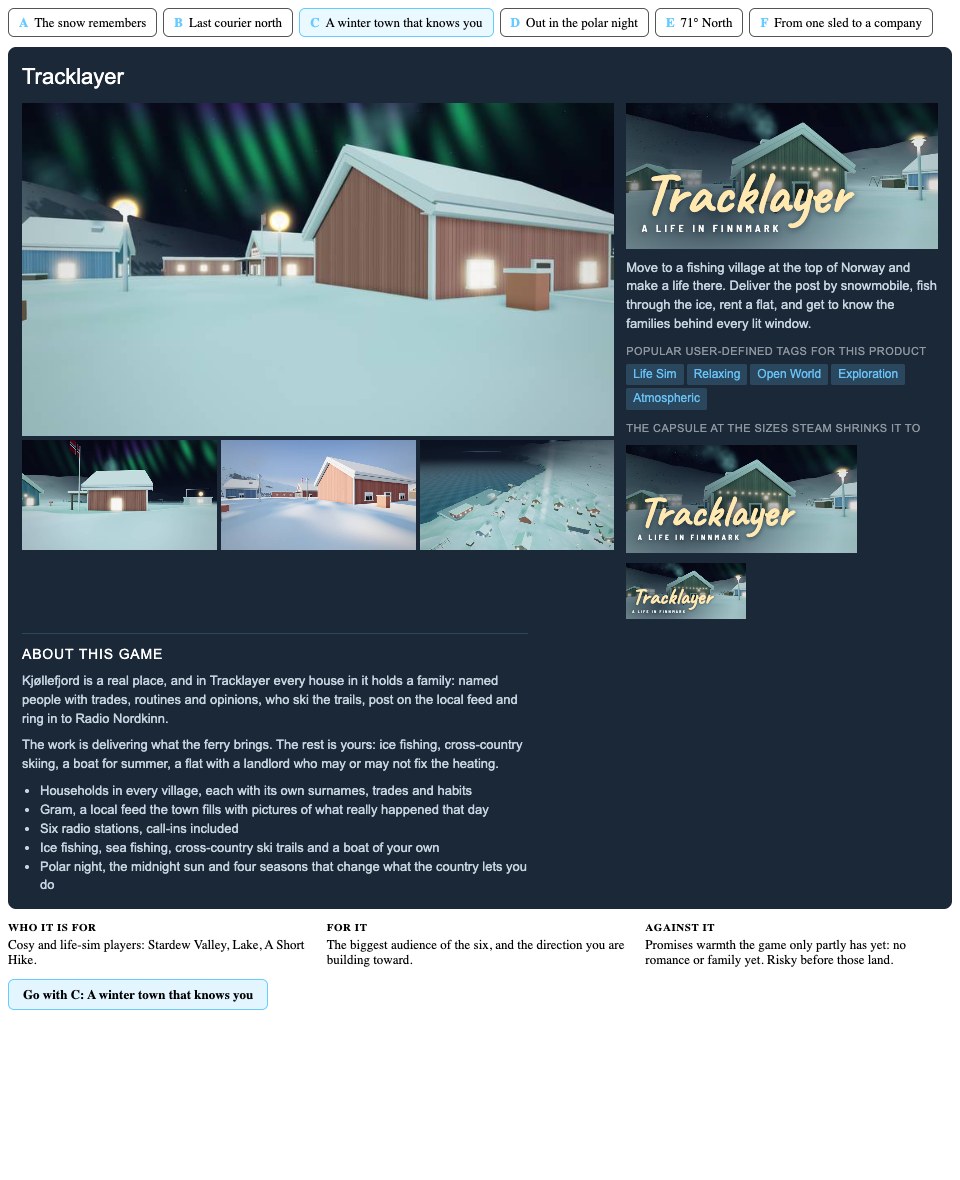 A The snow remembers
B Last courier north
C A winter town that knows you
D Out in the polar night
E 71° North
F From one sled to a company
Tracklayer
Tracklayer
A LIFE IN FINNMARK
Move to a fishing village at the top of Norway and
make a life there. Deliver the post by snowmobile, fish
through the ice, rent a flat, and get to know the
families behind every lit window.
POPULAR USER-DEFINED TAGS FOR THIS PRODUCT
Life Sim
Relaxing
Open World
Exploration
Atmospheric
THE CAPSULE AT THE SIZES STEAM SHRINKS IT TO
Tracklayer
A LIFE IN FINNMARK
Tracklayer
A LIFE IN FINNMARK
ABOUT THIS GAME
Kjøllefjord is a real place, and in Tracklayer every house in it holds a family: named
people with trades, routines and opinions, who ski the trails, post on the local feed and
ring in to Radio Nordkinn.
The work is delivering what the ferry brings. The rest is yours: ice fishing, cross-country
skiing, a boat for summer, a flat with a landlord who may or may not fix the heating.
• Households in every village, each with its own surnames, trades and habits
• Gram, a local feed the town fills with pictures of what really happened that day
• Six radio stations, call-ins included
• Ice fishing, sea fishing, cross-country ski trails and a boat of your own
• Polar night, the midnight sun and four seasons that change what the country lets you
do
WHO IT IS FOR
Cosy and life-sim players: Stardew Valley, Lake, A Short
Hike.
FOR IT
The biggest audience of the six, and the direction you are
building toward.
AGAINST IT
Promises warmth the game only partly has yet: no
romance or family yet. Risky before those land.
Go with C: A winter town that knows you